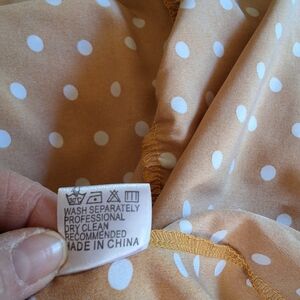 WASH SEPARATELY
PROFESSIONAL
DRY CLEAN
RECOMMENDED
MADE IN CHINA